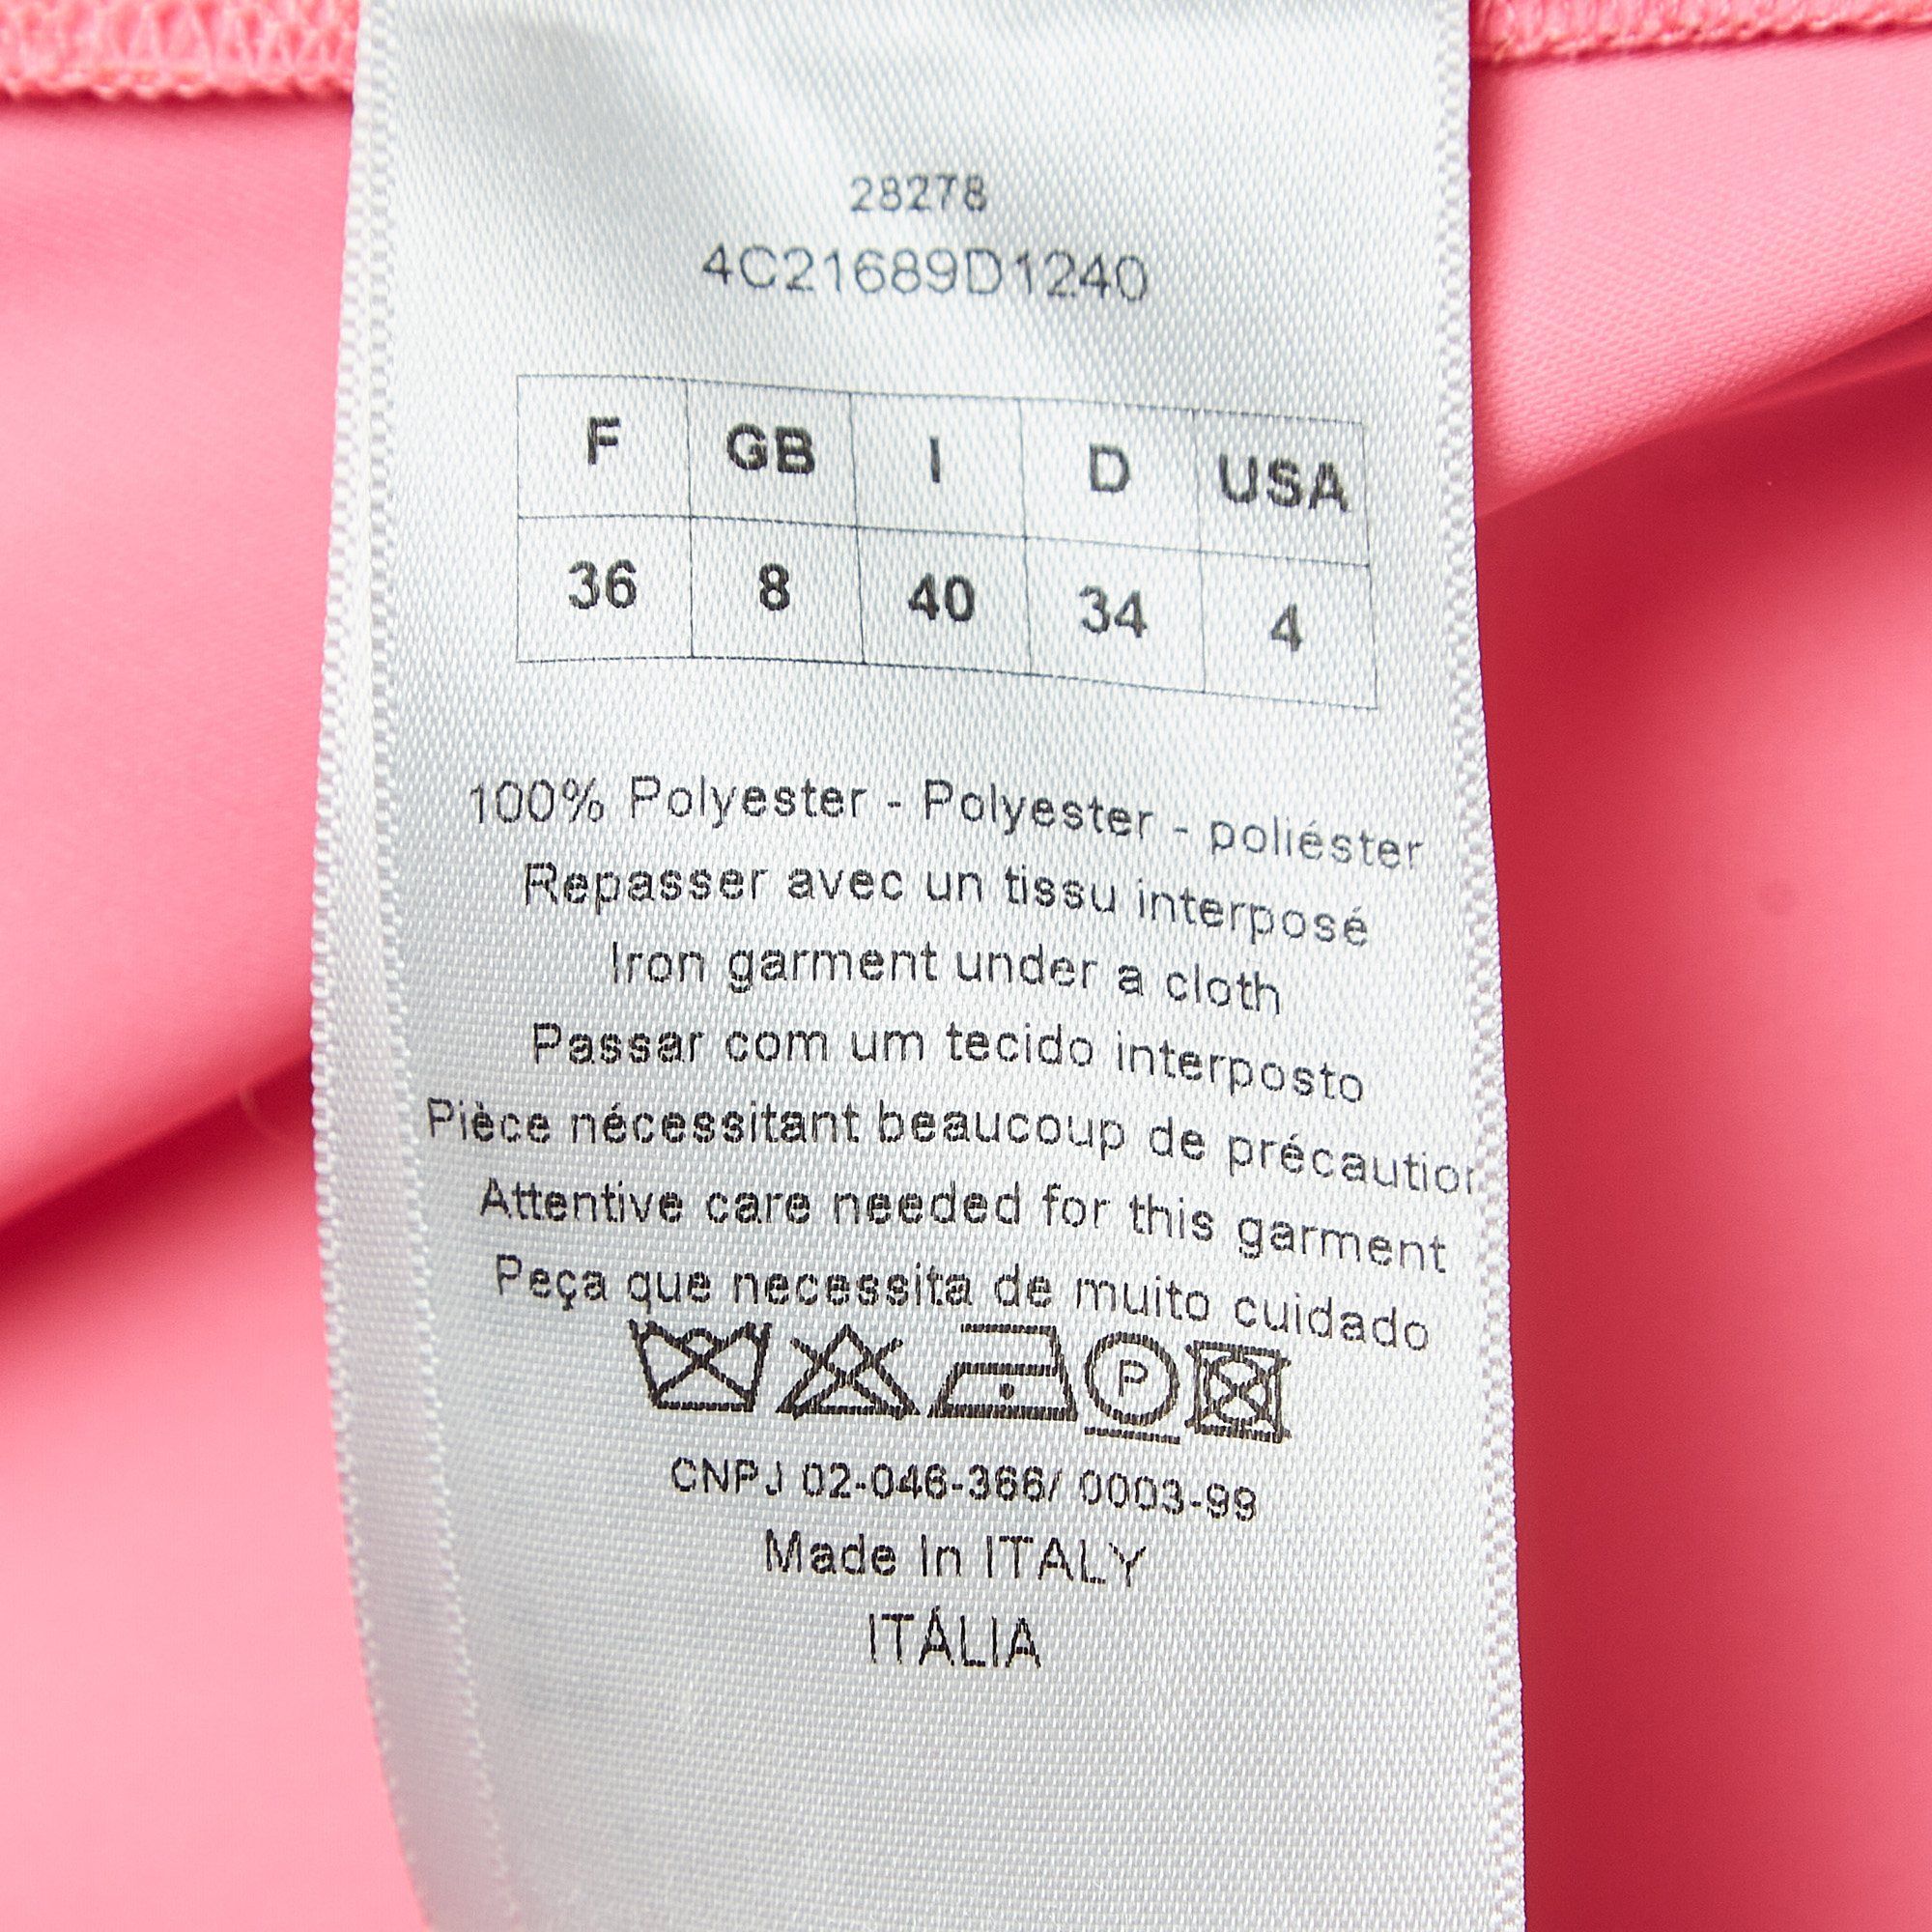 28278
4C21689D1240
F GB I D USA
36 8 40 34 4
100% Polyester - Polyester - poliéster
Repasser avec un tissu interposé
Iron garment under a cloth
Passar com um tecido interposto
Pièce nécessitant beaucoup de précaution
Attentive care needed for this garment
Peça que necessita de muito cuidado
P
CNPJ 02-046-366/ 0003-99
Made In ITALY
ITÁLIA